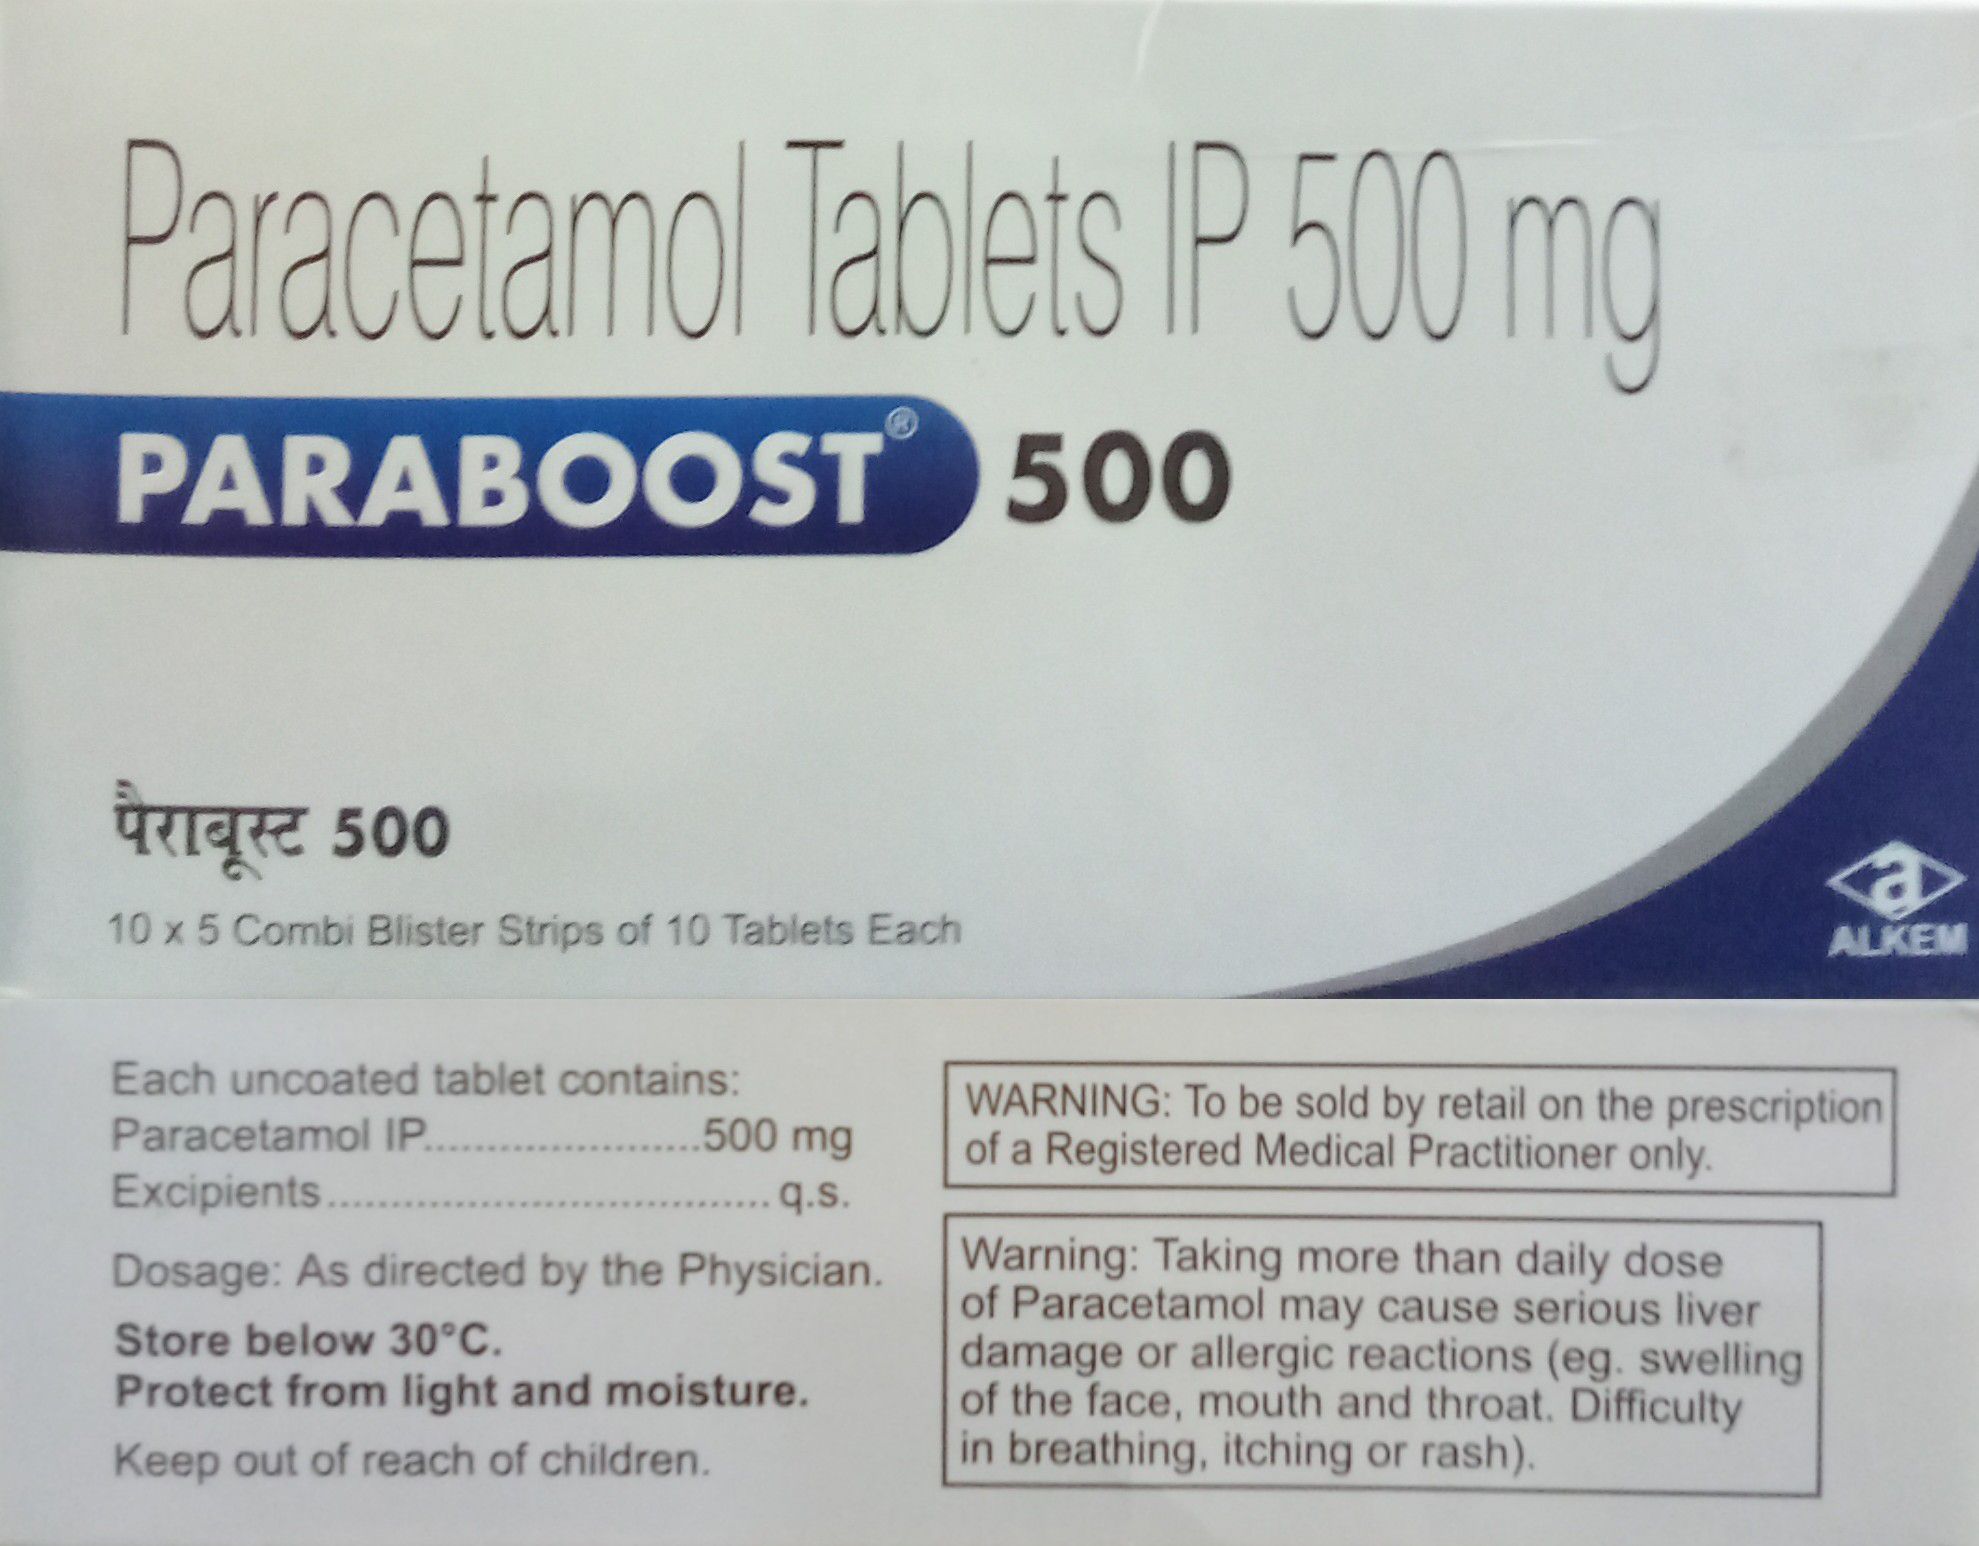 Paracetamol Tablets IP 500 mg
PARABOOST® 500
पैराबूस्ट 500
10 x 5 Combi Blister Strips of 10 Tablets Each
a
ALKEM
Each uncoated tablet contains:
Paracetamol IP......................500 mg
Excipients................................... q.s.
Dosage: As directed by the Physician.
Store below 30°C.
Protect from light and moisture.
Keep out of reach of children.
WARNING: To be sold by retail on the prescription
of a Registered Medical Practitioner only.
Warning: Taking more than daily dose
of Paracetamol may cause serious liver
damage or allergic reactions (eg. swelling
of the face, mouth and throat. Difficulty
in breathing, itching or rash).